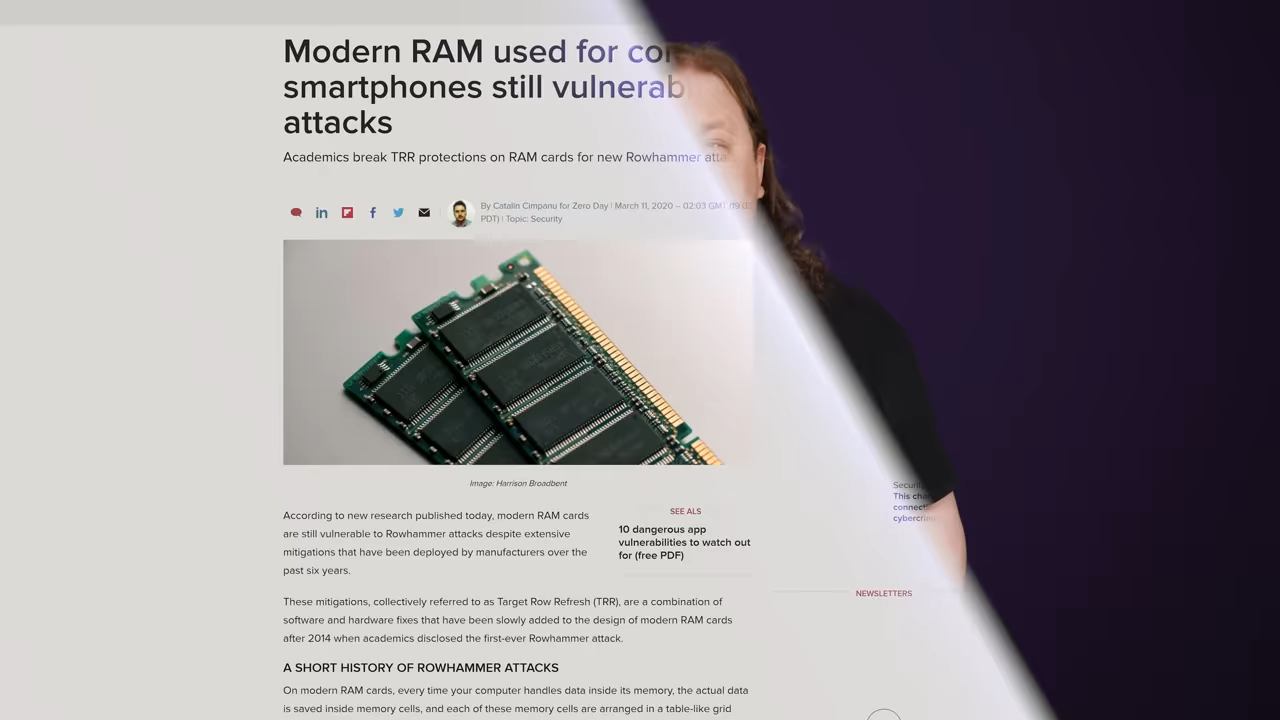 Modern RAM used for co
smartphones still vulnerab
attacks
Academics break TRR protections on RAM cards for new Rowhammer atta
By Catalin Cimpanu for Zero Day | March 11, 2020 -- 02:03 GMT (19:03
PDT) | Topic: Security
Image: Harrison Broadbent
According to new research published today, modern RAM cards
are still vulnerable to Rowhammer attacks despite extensive
mitigations that have been deployed by manufacturers over the
past six years.
SEE ALS
10 dangerous app
vulnerabilities to watch out
for (free PDF)
These mitigations, collectively referred to as Target Row Refresh (TRR), are a combination of
software and hardware fixes that have been slowly added to the design of modern RAM cards
after 2014 when academics disclosed the first-ever Rowhammer attack.
A SHORT HISTORY OF ROWHAMMER ATTACKS
On modern RAM cards, every time your computer handles data inside its memory, the actual data
is saved inside memory cells, and each of these memory cells are arranged in a table-like grid
Securi
This cha
connect
cybercri
NEWSLETTERS